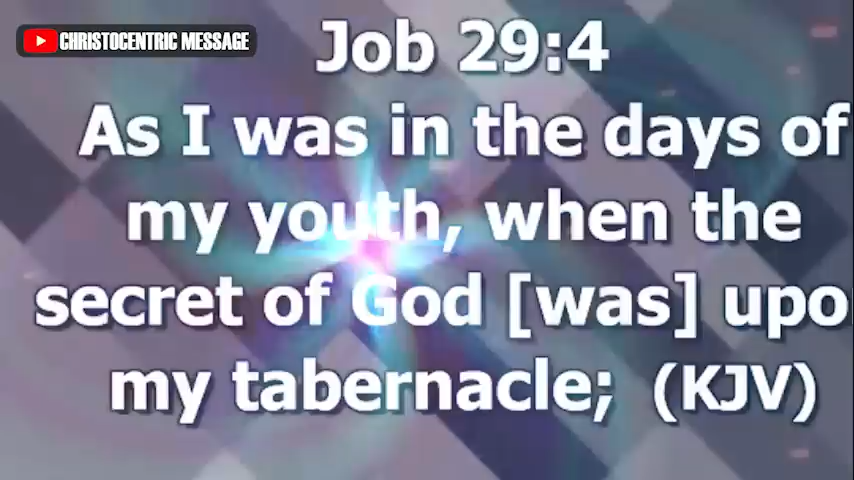 CHRISTOCENTRIC MESSAGE
Job 29:4
As I was in the days of
my youth, when the
secret of God [was] upo
my tabernacle; (KJV)